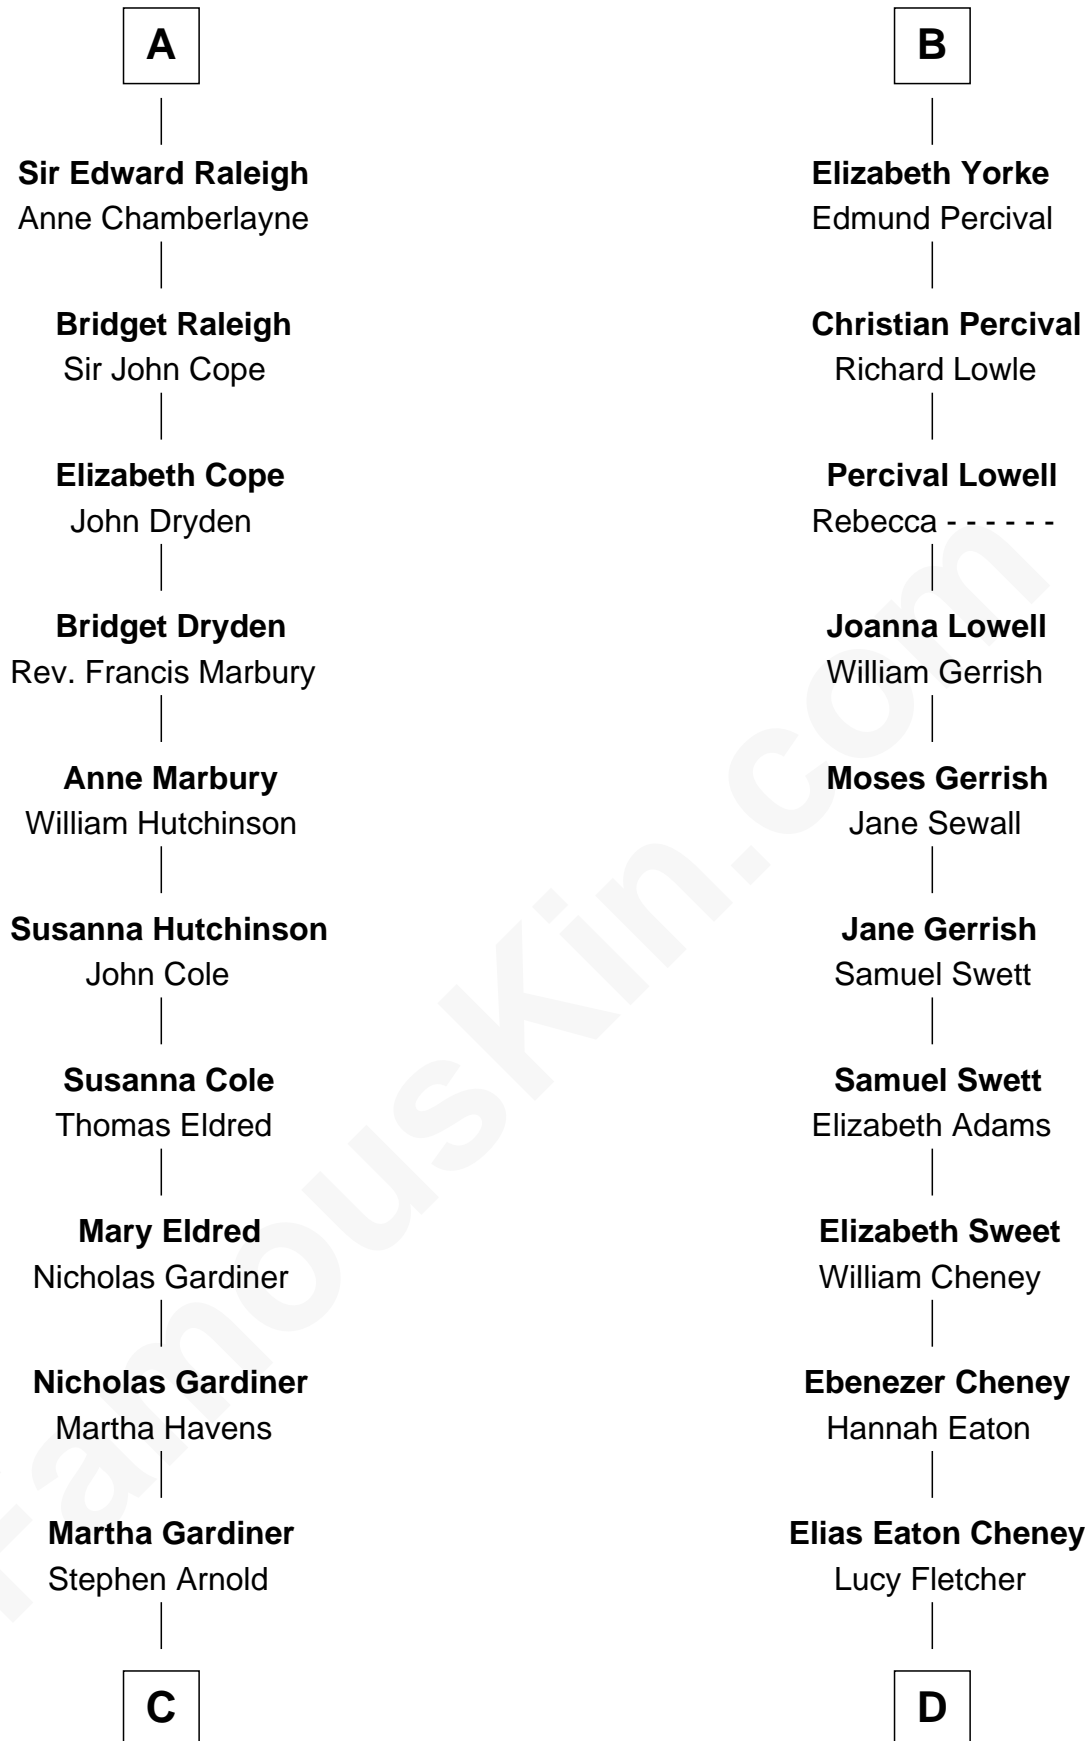 A
Sir Edward Raleigh
Anne Chamberlayne
Bridget Raleigh
Sir John Cope
Elizabeth Cope
John Dryden
Bridget Dryden
Rev. Francis Marbury
Anne Marbury
William Hutchinson
Susanna Hutchinson
John Cole
Susanna Cole
Thomas Eldred
Mary Eldred
Nicholas Gardiner
Nicholas Gardiner
Martha Havens
Martha Gardiner
Stephen Arnold
C
B
Elizabeth Yorke
Edmund Percival
Christian Percival
Richard Lowle
Percival Lowell
Rebecca - - - - - -
Joanna Lowell
William Gerrish
Moses Gerrish
Jane Sewall
Jane Gerrish
Samuel Swett
Samuel Swett
Elizabeth Adams
Elizabeth Sweet
William Cheney
Ebenezer Cheney
Hannah Eaton
Elias Eaton Cheney
Lucy Fletcher
D
FamousKin.com